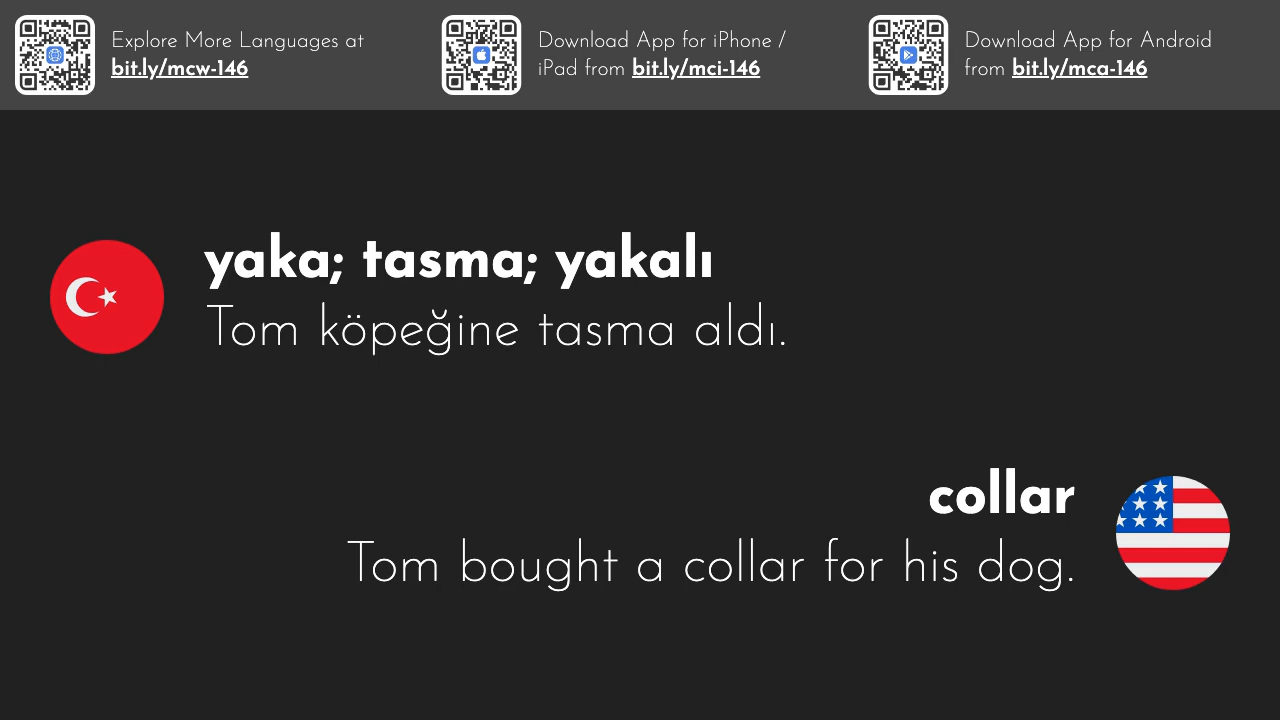 Explore More Languages at
bit.ly/mcw-146
Download App for iPhone /
iPad from bit.ly/mci-146
Download App for Android
from bit.ly/mca-146
yaka; tasma; yakalı
Tom köpeğine tasma aldı.
collar
Tom bought a collar for his dog.